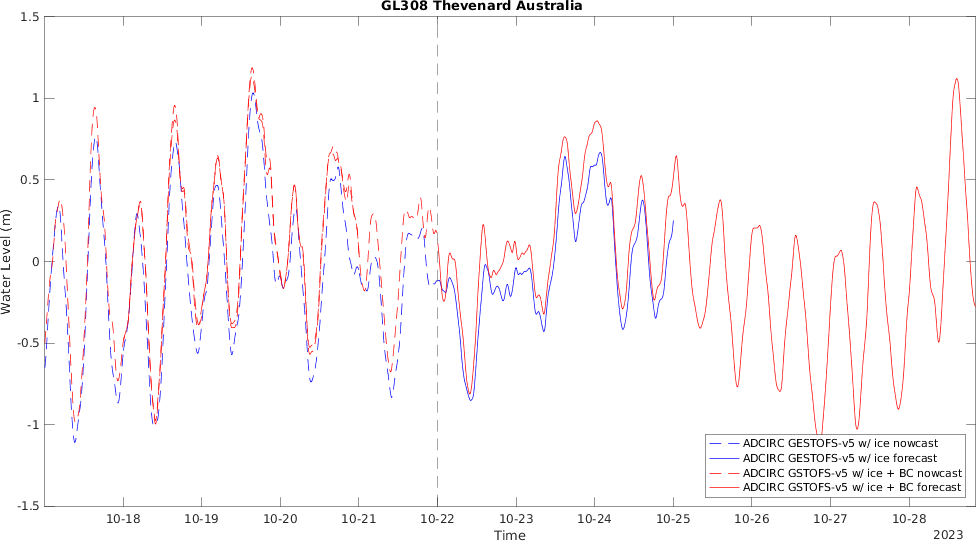 GL308 Thevenard Australia
1.5
1
0.5
0
-0.5
-1
-1.5
Water Level (m)
10-18
10-19
10-20
10-21
10-22
10-23
10-24
10-25
10-26
10-27
10-28
Time
2023
ADCIRC GESTOFS-v5 w/ ice nowcast
ADCIRC GESTOFS-v5 w/ ice forecast
ADCIRC GSTOFS-v5 w/ ice + BC nowcast
ADCIRC GSTOFS-v5 w/ ice + BC forecast